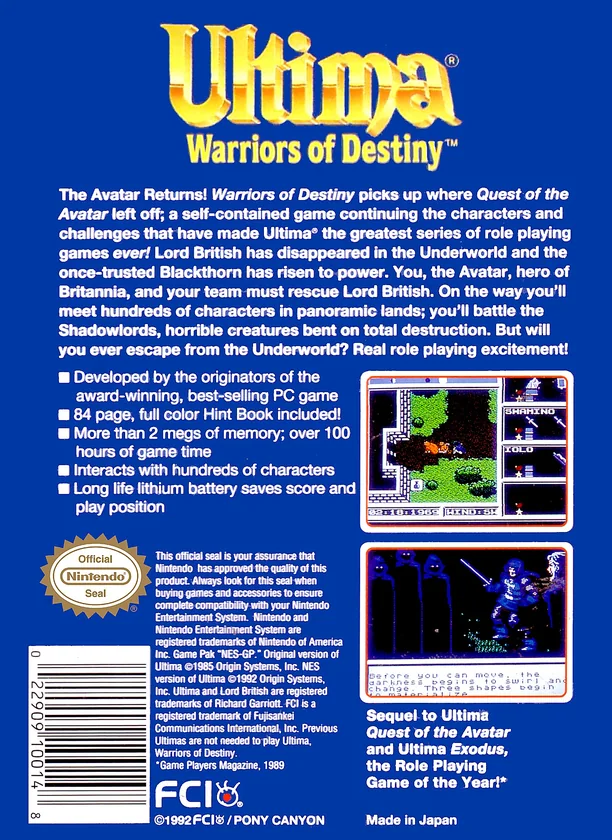 Ultima®
Warriors of Destiny™
The Avatar Returns! Warriors of Destiny picks up where Quest of the
Avatar left off; a self-contained game continuing the characters and
challenges that have made Ultima® the greatest series of role playing
games ever! Lord British has disappeared in the Underworld and the
once-trusted Blackthorn has risen to power. You, the Avatar, hero of
Britannia, and your team must rescue Lord British. On the way you'll
meet hundreds of characters in panoramic lands; you'll battle the
Shadowlords, horrible creatures bent on total destruction. But will
you ever escape from the Underworld? Real role playing excitement!
■ Developed by the originators of the
award-winning, best-selling PC game
■ 84 page, full color Hint Book included!
■ More than 2 megs of memory; over 100
hours of game time
■ Interacts with hundreds of characters
■ Long life lithium battery saves score and
play position
SHAMINO
IOLO
WIND:SW
Official
Nintendo
Seal
®
This official seal is your assurance that
Nintendo has approved the quality of this
product. Always look for this seal when
buying games and accessories to ensure
complete compatibility with your Nintendo
Entertainment System. Nintendo and
Nintendo Entertainment System are
registered trademarks of Nintendo of America
Inc. Game Pak "NES-GP." Original version of
Ultima ©1985 Origin Systems, Inc. NES
version of Ultima ©1992 Origin Systems,
Inc. Ultima and Lord British are registered
trademarks of Richard Garriott. FCI is a
registered trademark of Fujisankei
Communications International, Inc. Previous
Ultimas are not needed to play Ultima,
Warriors of Destiny.
*Game Players Magazine, 1989
Before you can move, the
darkness begins to swirl and
change. Three shapes begin
to materialize
Sequel to Ultima
Quest of the Avatar
and Ultima Exodus,
the Role Playing
Game of the Year!*
0 22909 10014 8
FCI®
©1992 FCI® / PONY CANYON
Made in Japan